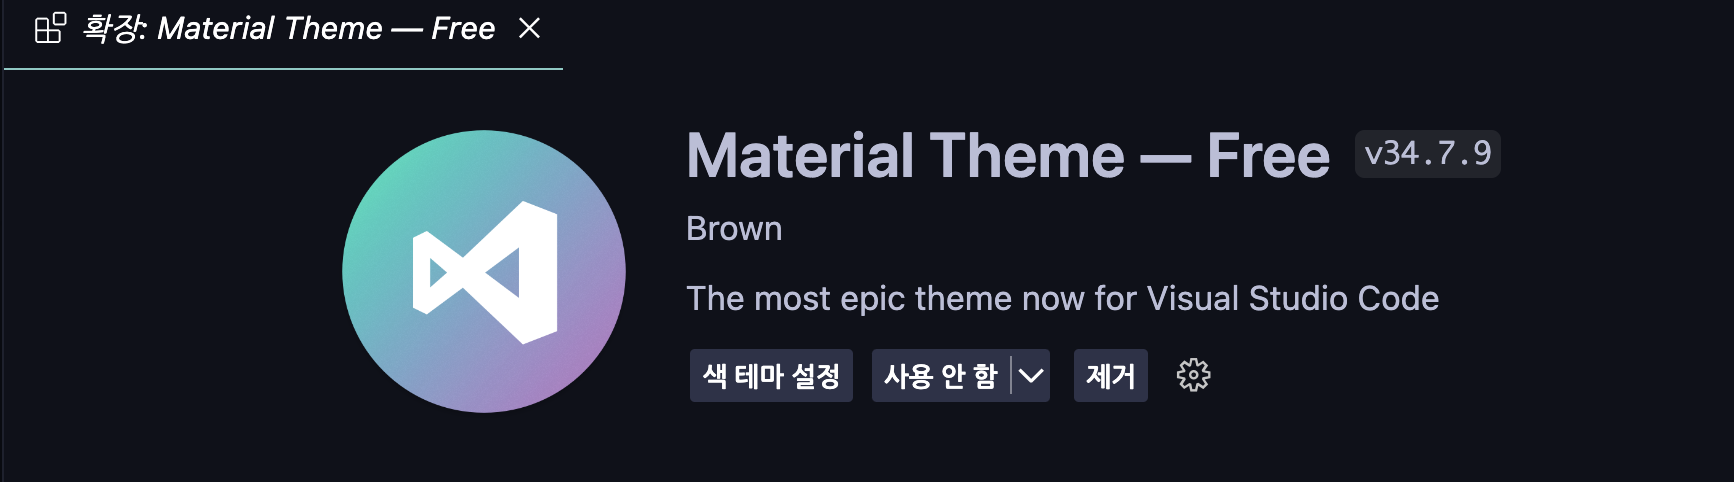 확장: Material Theme — Free
Material Theme — Free v34.7.9
Brown
The most epic theme now for Visual Studio Code
색 테마 설정 사용 안 함 제거